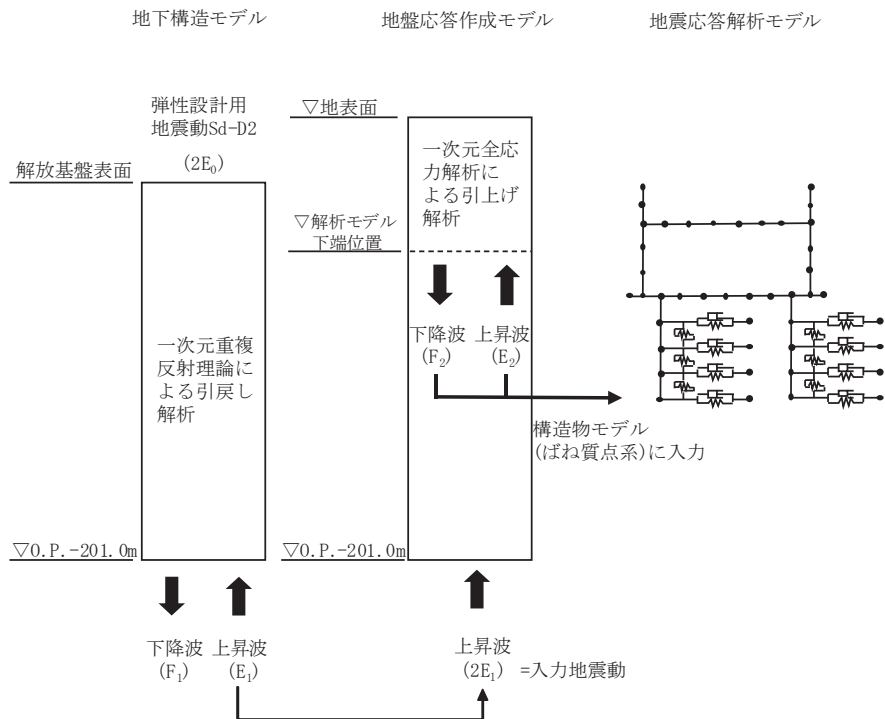 地下構造モデル
地盤応答作成モデル
地震応答解析モデル
弾性設計用
地震動Sd-D2
(2E₀)
解放基盤表面
一次元重複
反射理論に
よる引戻し
解析
▽O.P.-201.0m
下降波
(F₁)
上昇波
(E₁)
▽地表面
一次元全応
力解析に
よる引上げ
解析
▽解析モデル
下端位置
下降波
(F₂)
上昇波
(E₂)
構造物モデル
(ばね質点系)に入力
▽O.P.-201.0m
上昇波
(2E₁) =入力地震動